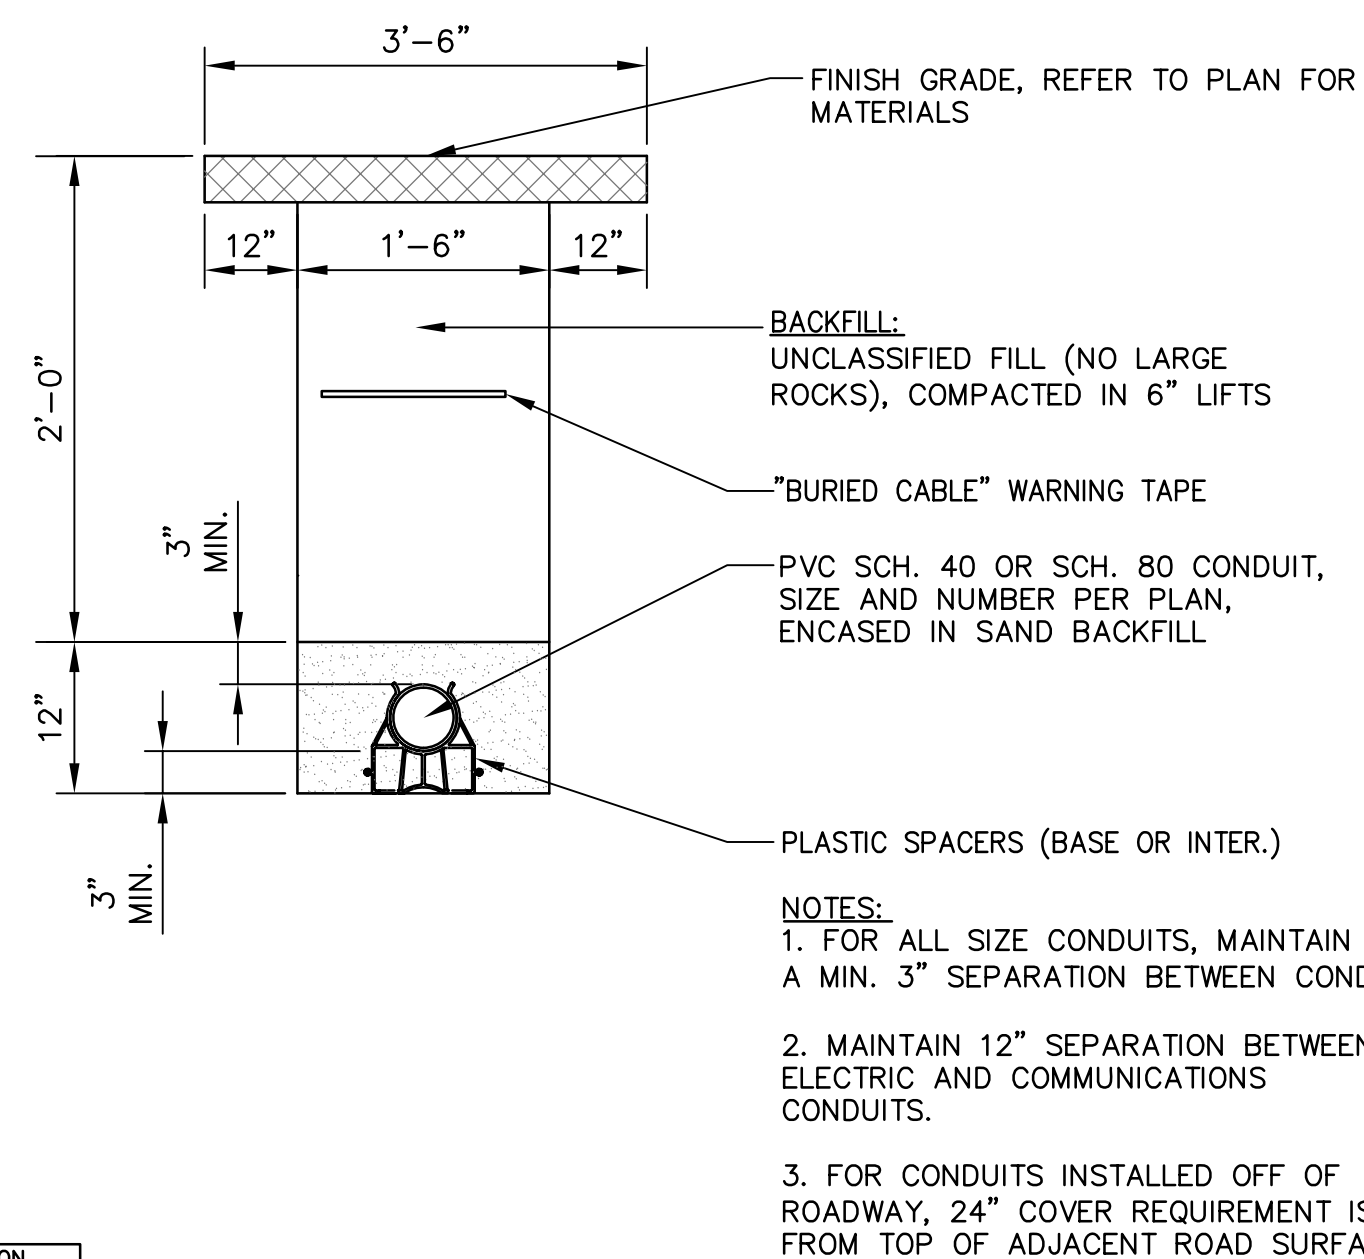 3'-6"
FINISH GRADE, REFER TO PLAN FOR
MATERIALS
12"
1'-6"
12"
2'-0"
BACKFILL:
UNCLASSIFIED FILL (NO LARGE
ROCKS), COMPACTED IN 6" LIFTS
"BURIED CABLE" WARNING TAPE
3"
MIN.
PVC SCH. 40 OR SCH. 80 CONDUIT,
SIZE AND NUMBER PER PLAN,
ENCASED IN SAND BACKFILL
12"
3"
MIN.
PLASTIC SPACERS (BASE OR INTER.)
NOTES:
1. FOR ALL SIZE CONDUITS, MAINTAIN
A MIN. 3" SEPARATION BETWEEN
2. MAINTAIN 12" SEPARATION BETWEEN
ELECTRIC AND COMMUNICATIONS
CONDUITS.
3. FOR CONDUITS INSTALLED OFF OF
ROADWAY, 24" COVER REQUIREMENT IS
FROM TOP OF ADJACENT ROAD